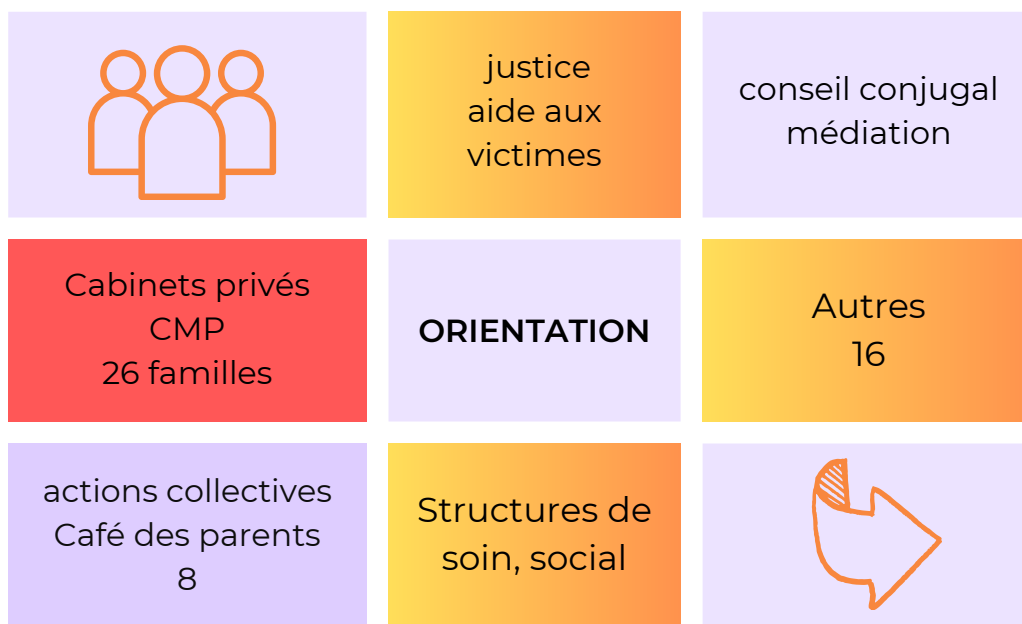 justice
aide aux
victimes
conseil conjugal
médiation
Cabinets privés
CMP
26 familles
ORIENTATION
Autres
16
actions collectives
Café des parents
8
Structures de
soin, social